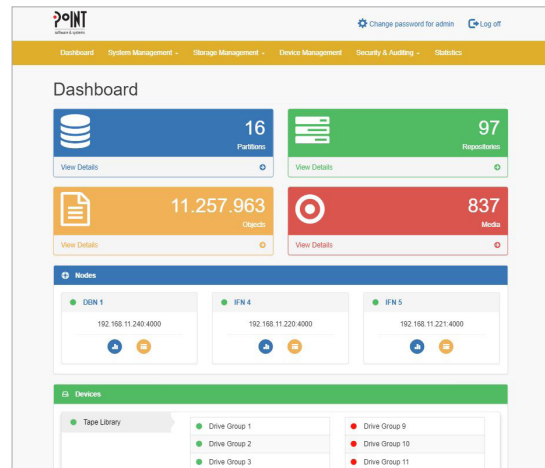 POINT
software & systems
Change password for admin Log off
Dashboard System Management Storage Management Device Management Security & Auditing Statistics
Dashboard
16
Partitions
View Details
97
Repositories
View Details
11.257.963
Objects
View Details
837
Media
View Details
Nodes
DBN 1
192.168.11.240:4000
IFN 4
192.168.11.220:4000
IFN 5
192.168.11.221:4000
Devices
Tape Library
Drive Group 1
Drive Group 2
Drive Group 3
Drive Group 9
Drive Group 10
Drive Group 11